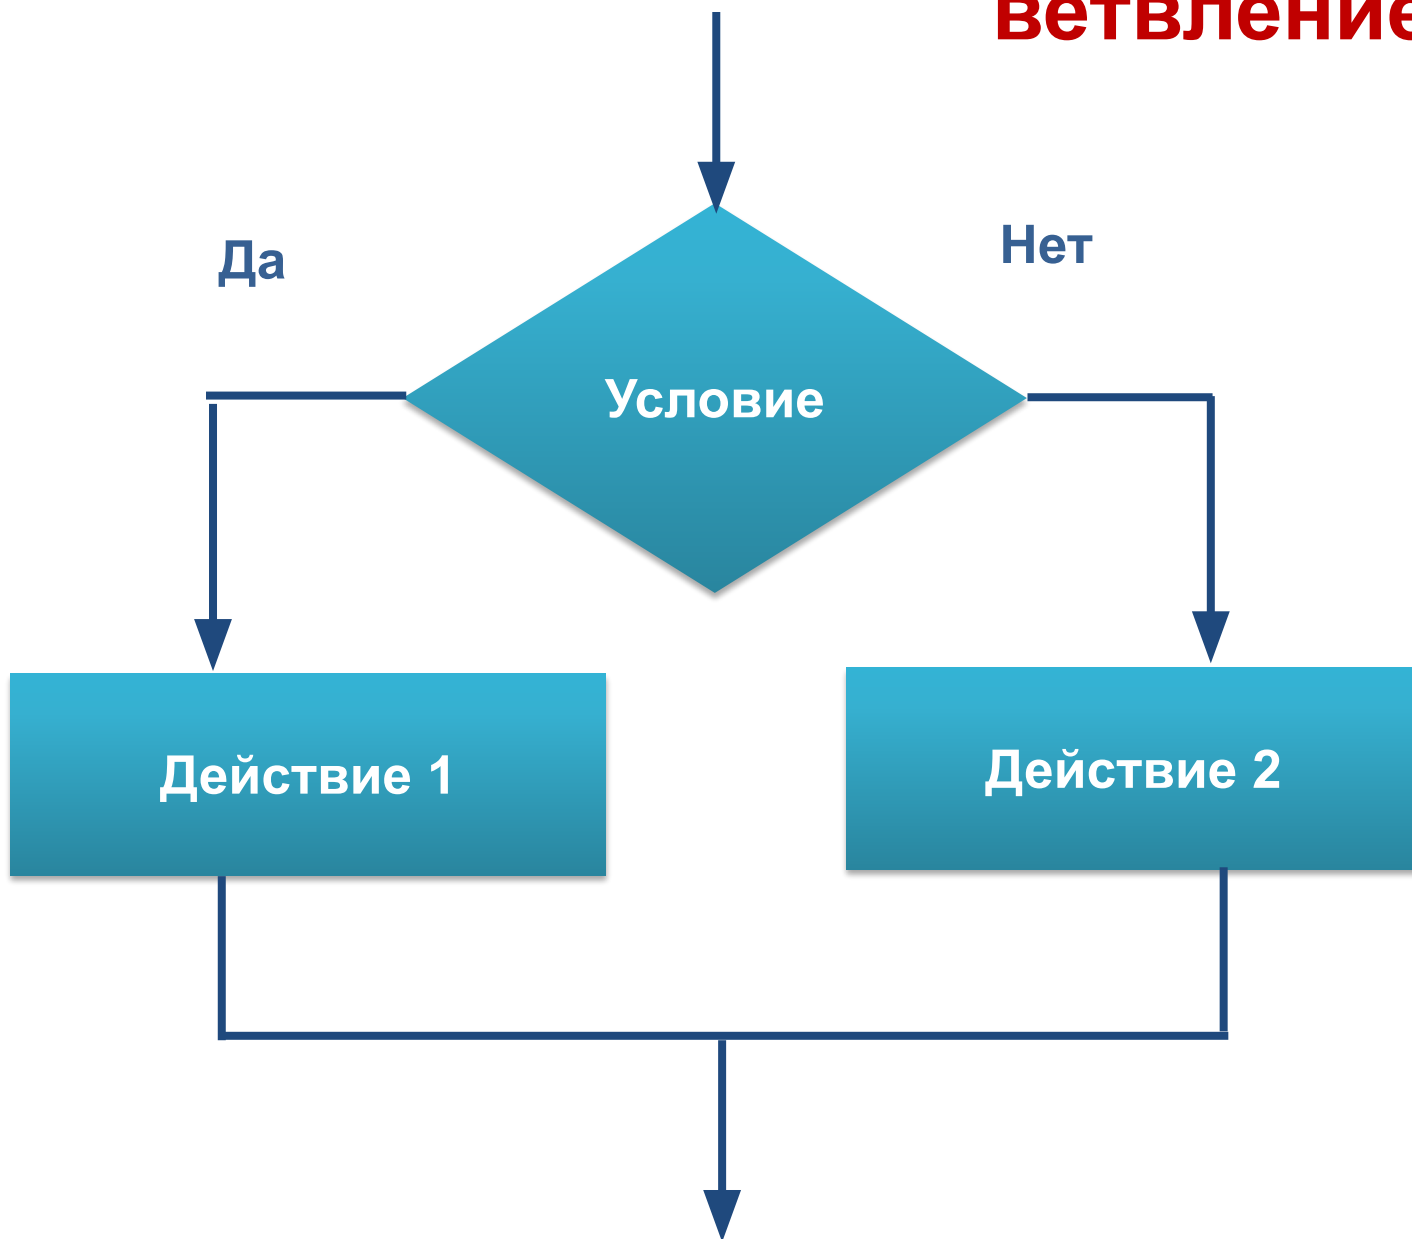 ветвление
Да
Нет
Условие
Действие 1
Действие 2